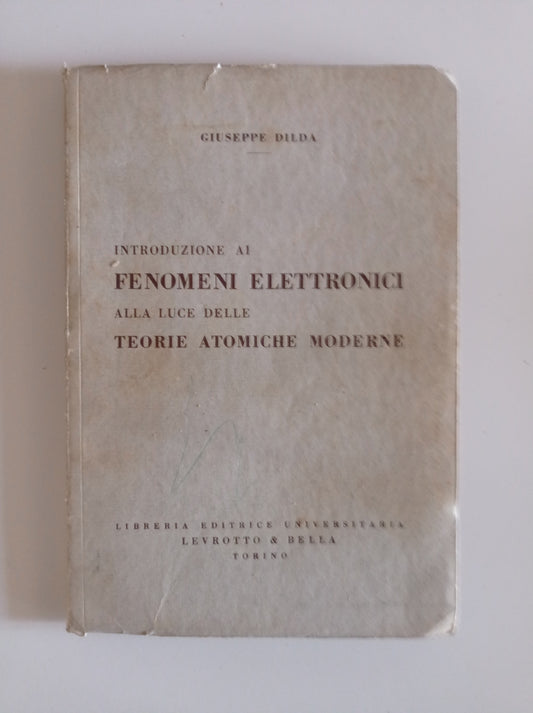 GIUSEPPE DILDA
INTRODUZIONE AI
FENOMENI ELETTRONICI
ALLA LUCE DELLE
TEORIE ATOMICHE MODERNE
LIBRERIA EDITRICE UNIVERSITARIA
LEVROTTO & BELLA
TORINO